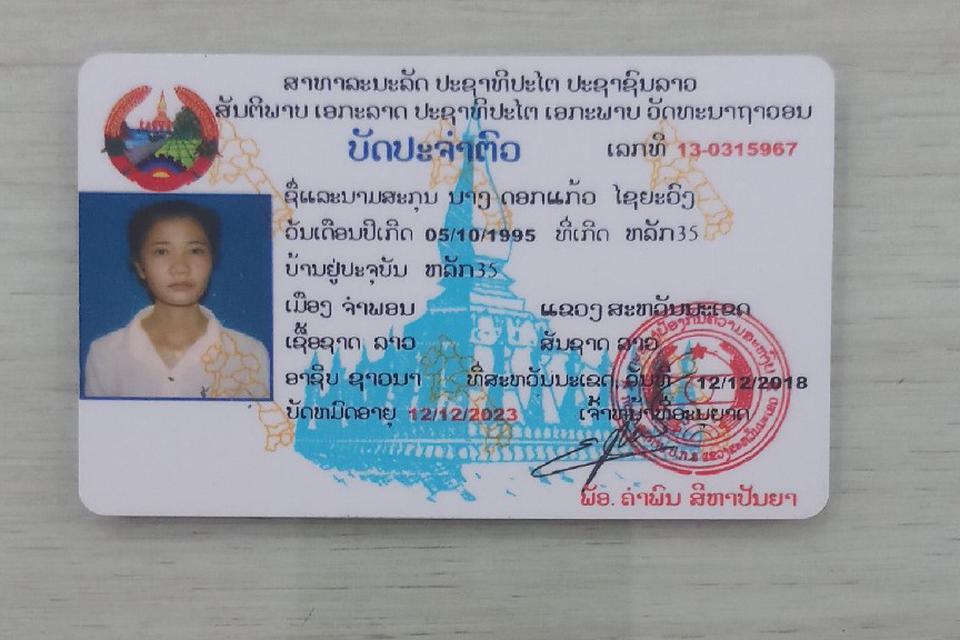 ສາທາລະນະລັດ ປະຊາທິປະໄຕ ປະຊາຊົນລາວ
ສັນຕິພາບ ເອກະລາດ ປະຊາທິປະໄຕ ເອກະພາບ ວັດທະນາຖາວອນ
ບັດປະຈຳຕົວ
ເລກທີ 13-0315967
ຊື່ແລະນາມສະກຸນ ນາງ ດອກແກ້ວ ໄຊຍະວົງ
ວັນເດືອນປີເກີດ 05/10/1995 ທີ່ເກີດ ຫລັກ35
ບ້ານຢູ່ປະຈຸບັນ ຫລັກ35
ເມືອງ ຈຳພອນ ແຂວງ ສະຫວັນນະເຂດ
ເຊື້ອຊາດ ລາວ ສັນຊາດ ລາວ
ອາຊິບ ຊາວນາ ທີ່ສະຫວັນນະເຂດ, ວັນທີ 12/12/2018
ບັດຫມົດອາຍຸ 12/12/2023 ເຈົ້າຫນ້າທີ່ອະນຸຍາດ
ພັອ. ຄຳພົນ ສີຫາປັນຍາ